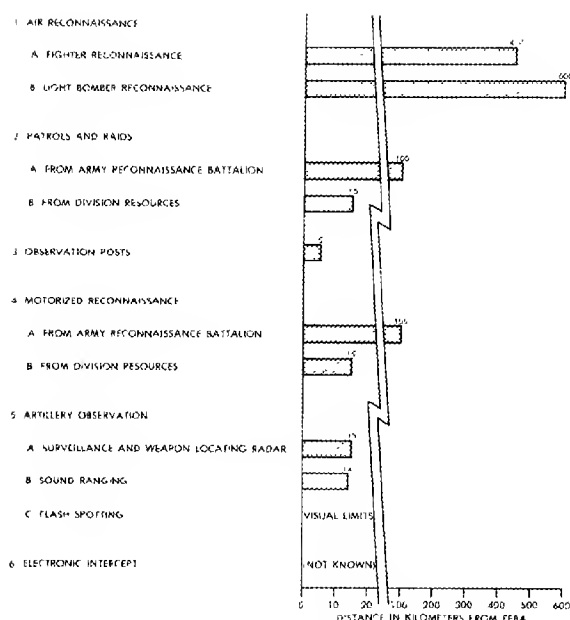 1 AIR RECONNAISSANCE
A. FIGHTER RECONNAISSANCE
B LIGHT BOMBER RECONNAISSANCE 600
2 PATROLS AND RAIDS
A FROM ARMY RECONNAISSANCE BATTALION 100
B FROM DIVISION RESOURCES 15
3 OBSERVATION POSTS
4 MOTORIZED RECONNAISSANCE
A. FROM ARMY RECONNAISSANCE BATTALION 100
B FROM DIVISION RESOURCES 15
5 ARTILLERY OBSERVATION
A SURVEILLANCE AND WEAPON LOCATING RADAR 15
B SOUND RANGING 14
C FLASH SPOTTING VISUAL LIMITS
6 ELECTRONIC INTERCEPT (NOT KNOWN)
0 10 20 100 200 300 400 500 600
DISTANCE IN KILOMETERS FROM FEBA